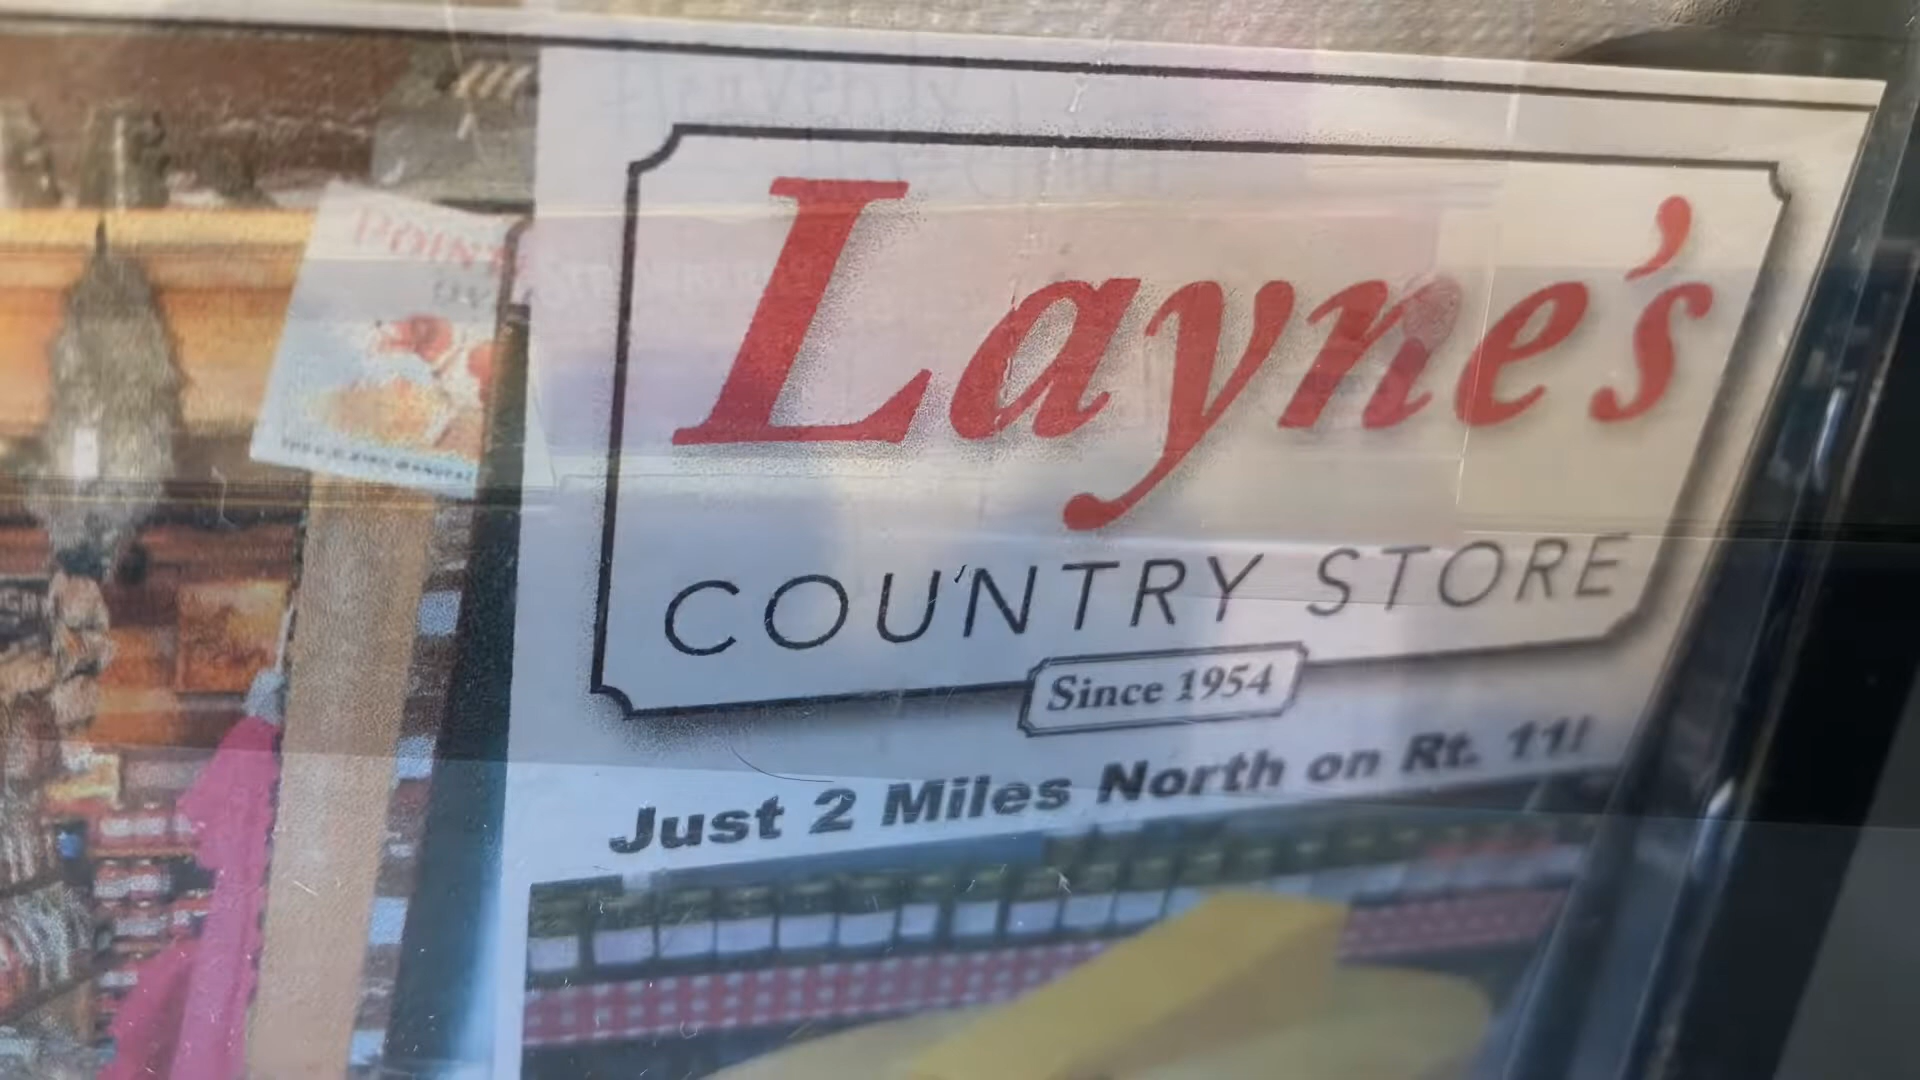 Layne's
COUNTRY STORE
Since 1954
Just 2 Miles North on Rt. 11!